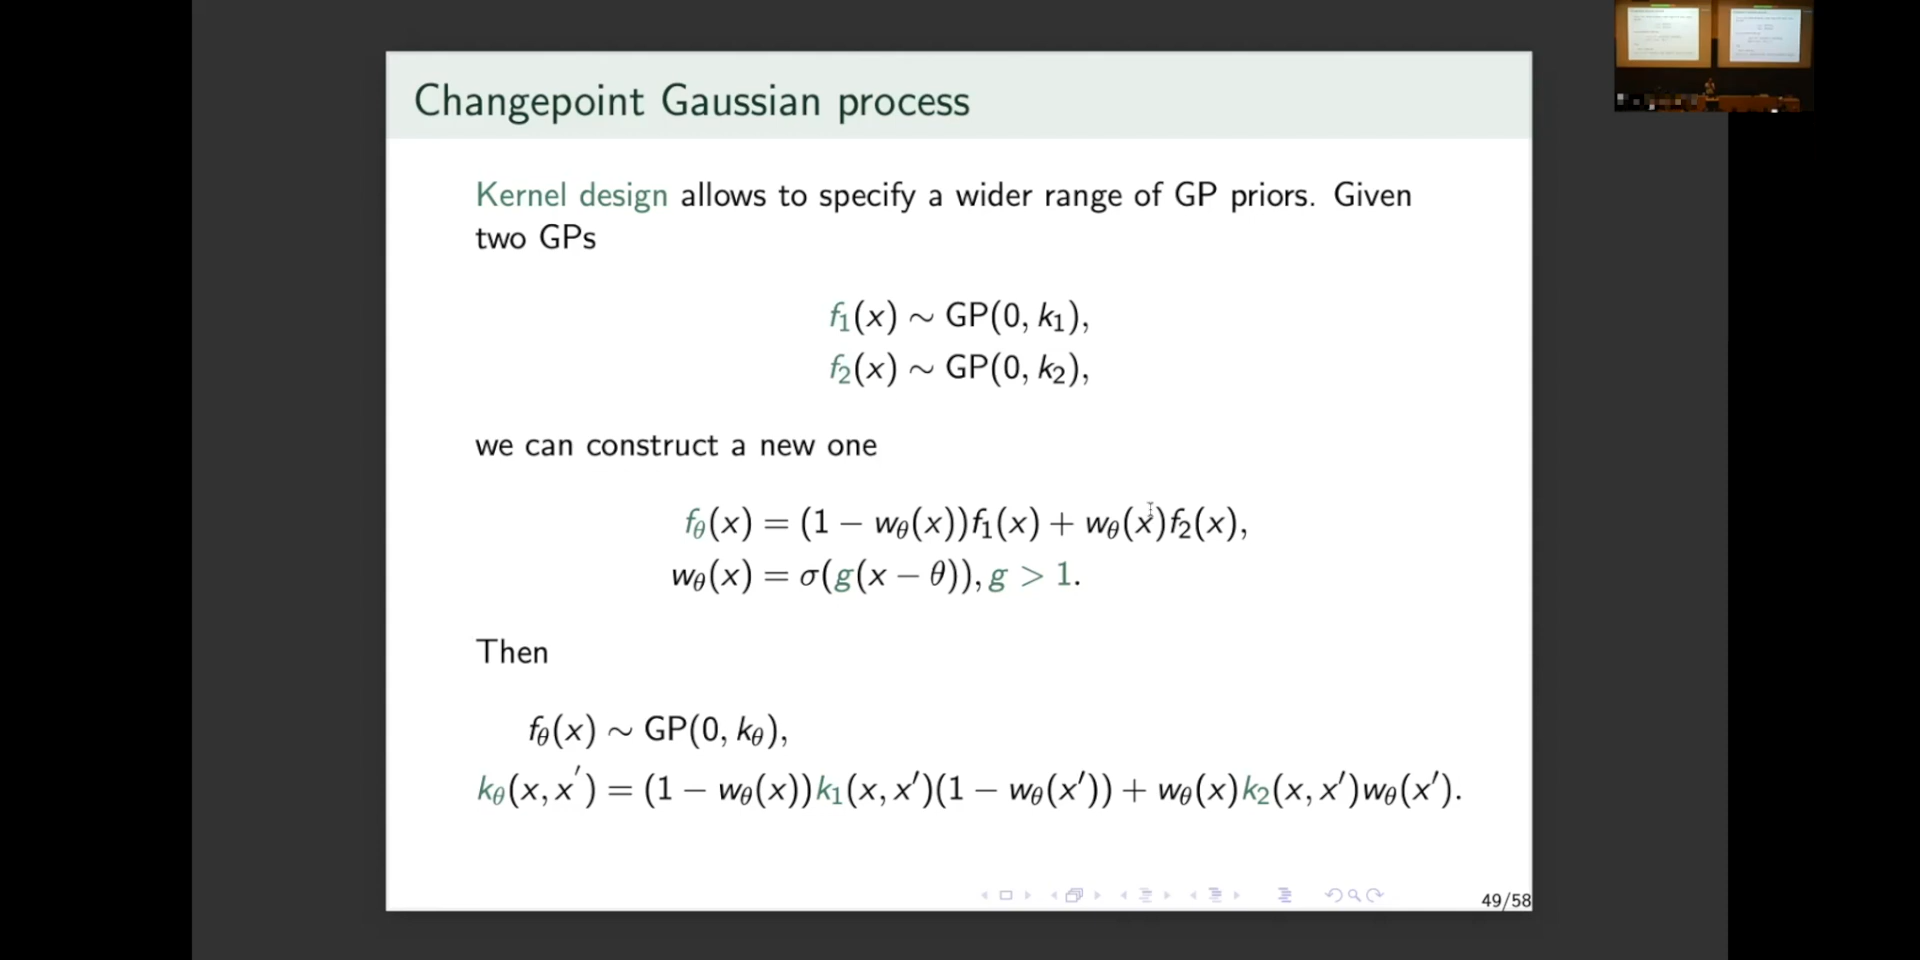 Changepoint Gaussian process
Kernel design allows to specify a wider range of GP priors. Given
two GPs
f₁(x) ∼ GP(0, k₁),
f₂(x) ∼ GP(0, k₂),
we can construct a new one
f_θ(x) = (1 − w_θ(x))f₁(x) + w_θ(x)f₂(x),
w_θ(x) = σ(g(x − θ)), g > 1.
Then
f_θ(x) ∼ GP(0, k_θ),
k_θ(x, x′) = (1 − w_θ(x))k₁(x, x′)(1 − w_θ(x′)) + w_θ(x)k₂(x, x′)w_θ(x′).
49/58